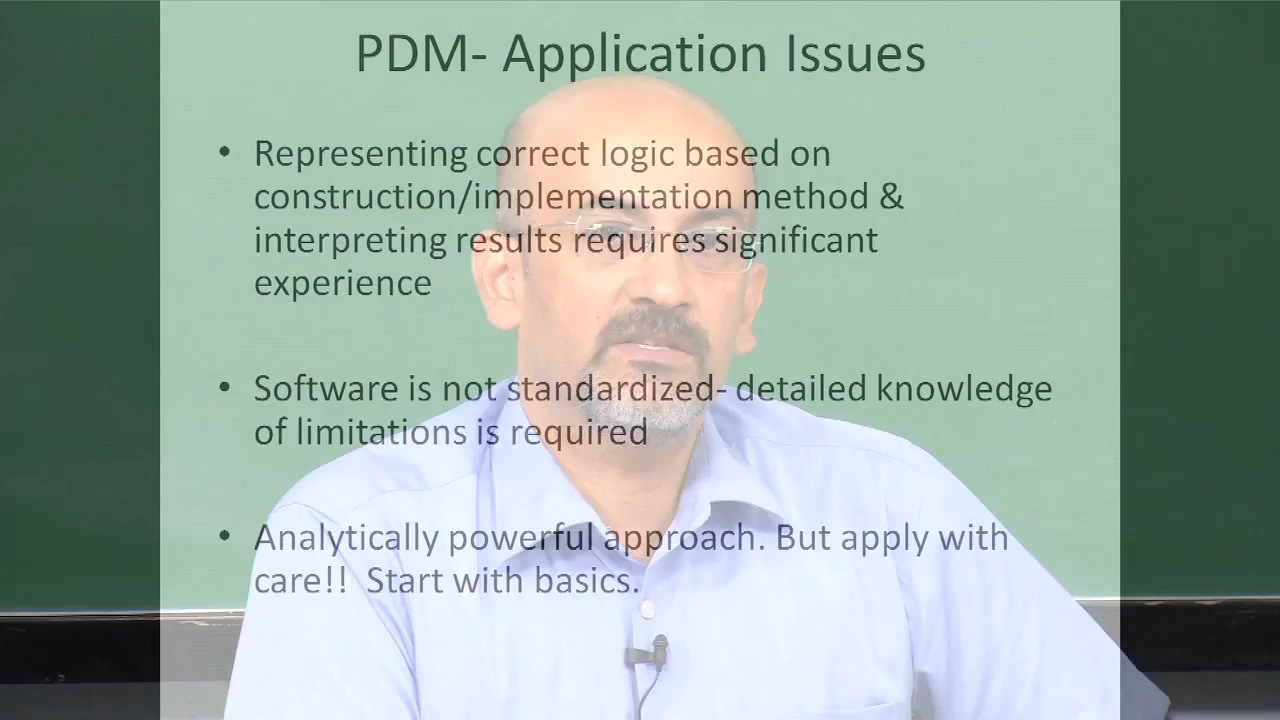 PDM- Application Issues
• Representing correct logic based on
construction/implementation method &
interpreting results requires significant
experience
• Software is not standardized- detailed knowledge
of limitations is required
• Analytically powerful approach. But apply with
care!!  Start with basics.